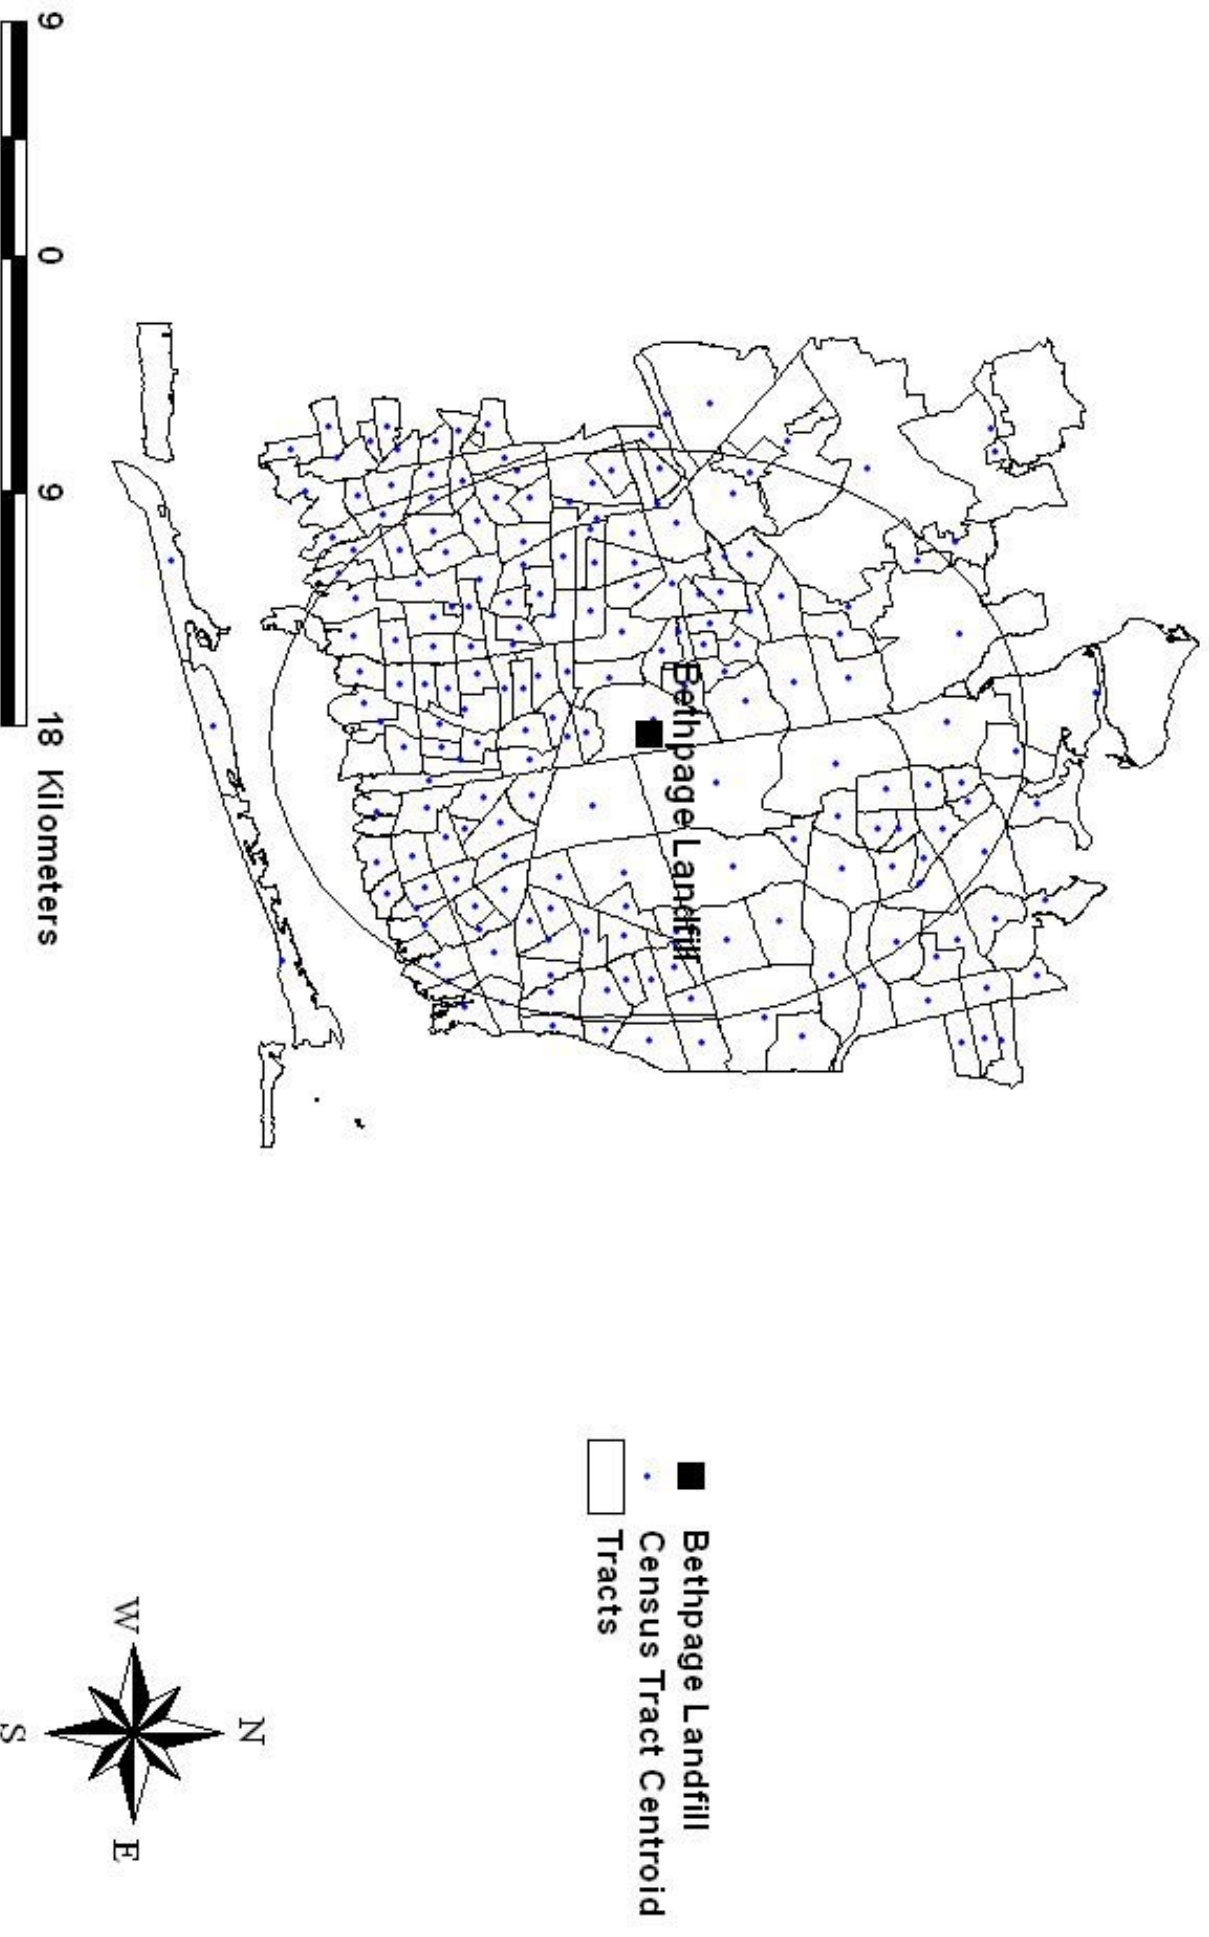 Bethpage Landfill
Bethpage Landfill
Census Tract Centroid
Tracts
9 0 9 18 Kilometers
N
W E
S